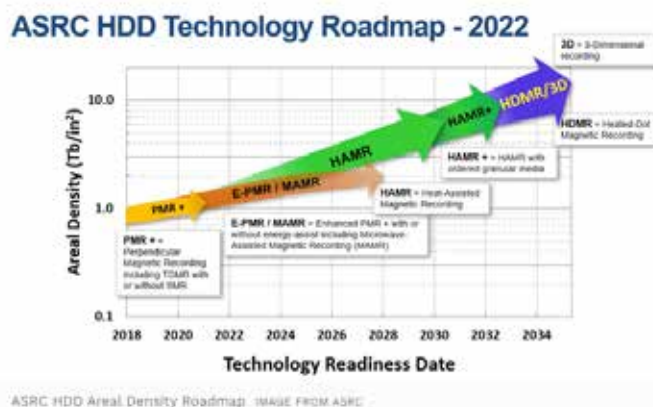 ASRC HDD Technology Roadmap - 2022
3D = 3-Dimensional
recording
Areal Density (Tb/in²)
10.0
1.0
0.1
PMR +
E-PMR / MAMR
HAMR
HAMR+
HDMR/3D
HDMR = Heated-Dot
Magnetic Recording
HAMR + = HAMR with
ordered granular media
HAMR = Heat-Assisted
Magnetic Recording
E-PMR / MAMR = Enhanced PMR + with or
without energy assist including Microwave-
Assisted Magnetic Recording (MAMR)
PMR + =
Perpendicular
Magnetic Recording
including TDMR with
or without SMR
2018 2020 2022 2024 2026 2028 2030 2032 2034
Technology Readiness Date
ASRC HDD Areal Density Roadmap IMAGE FROM ASRC